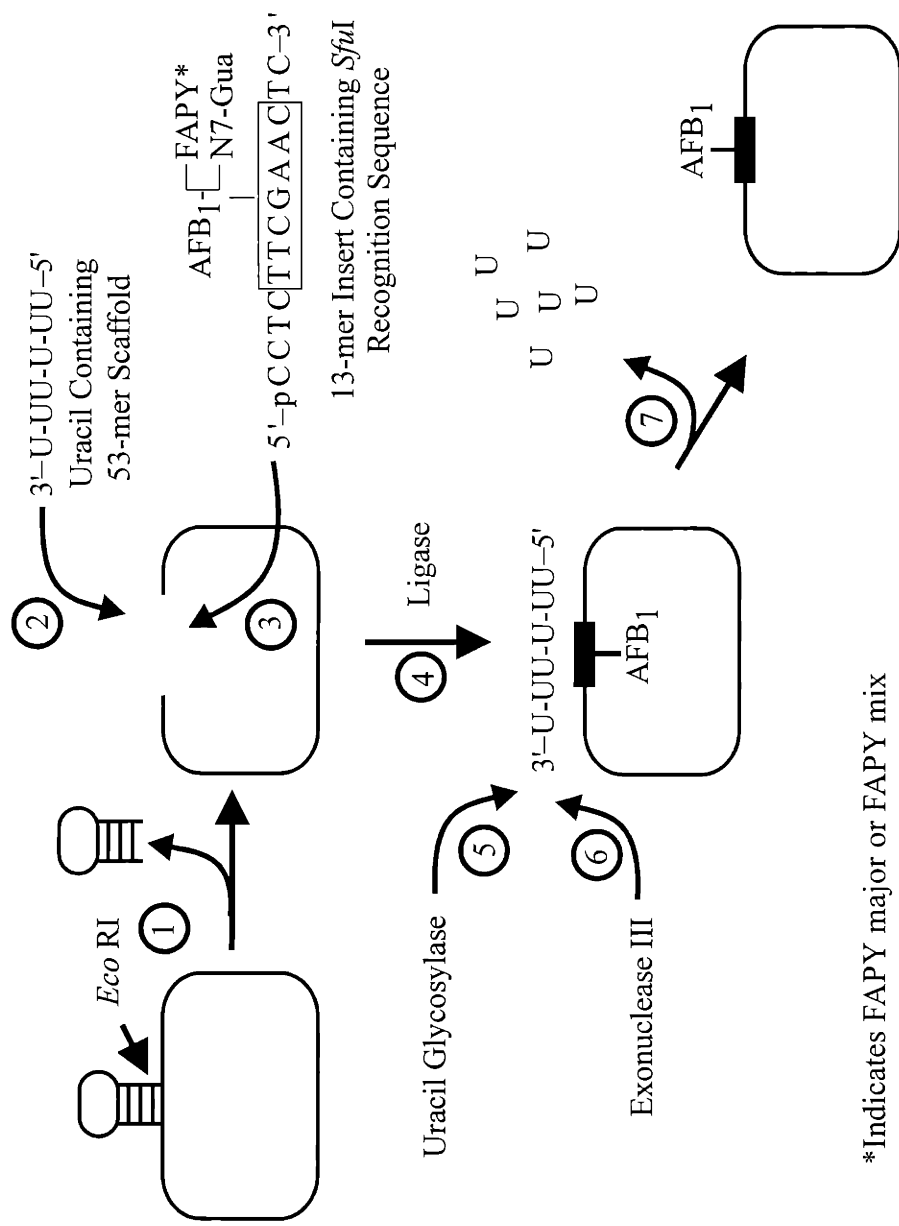 Eco RI
1
2
3'–U-UU-U-UU–5'
Uracil Containing
53-mer Scaffold
3
AFB1
FAPY*
N7-Gua
5'–pCCTCTTCGAACTC–3'
13-mer Insert Containing SfuI
Recognition Sequence
4
Ligase
Uracil Glycosylase
5
6
Exonuclease III
3'–U-UU-U-UU–5'
AFB1
7
U
U
U
U
U
U
AFB1
*Indicates FAPY major or FAPY mix